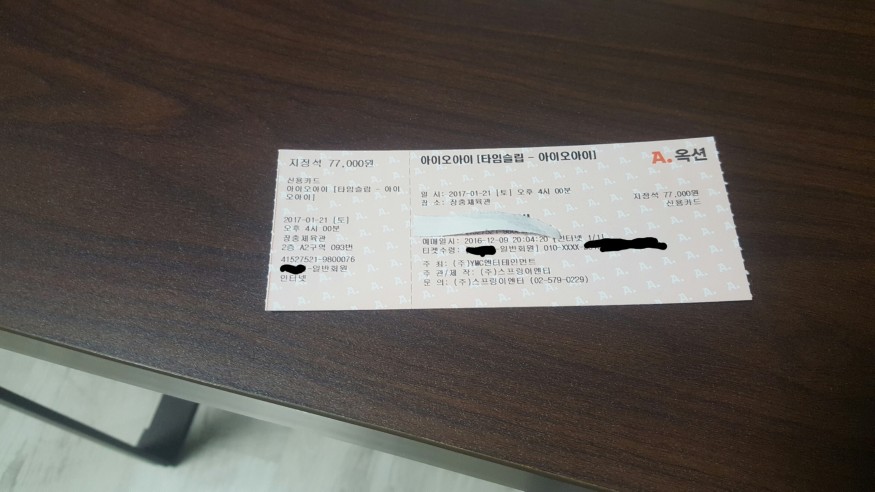 지정석 77,000원
신용카드
아이오아이 [타임슬립 - 아이
오아이]
2017-01-21 [토]
오후 4시 00분
장충체육관
2층 A2구역 093번
41527521-9800076
-일반회원
인터넷
아이오아이 [타임슬립 - 아이오아이]
A. 옥션
일 시: 2017-01-21 [토] 오후 4시 00분
장 소: 장충체육관
지정석 77,000원
신용카드
예매일시: 2016-12-09 20:04:20 [인터넷 1/1]
티켓수령: 일반회원] 010-XXXX-
주 최: (주)YMC엔터테인먼트
주 관/제 작: (주)스프링이엔티
문 의: (주)스프링이엔티 (02-579-0229)